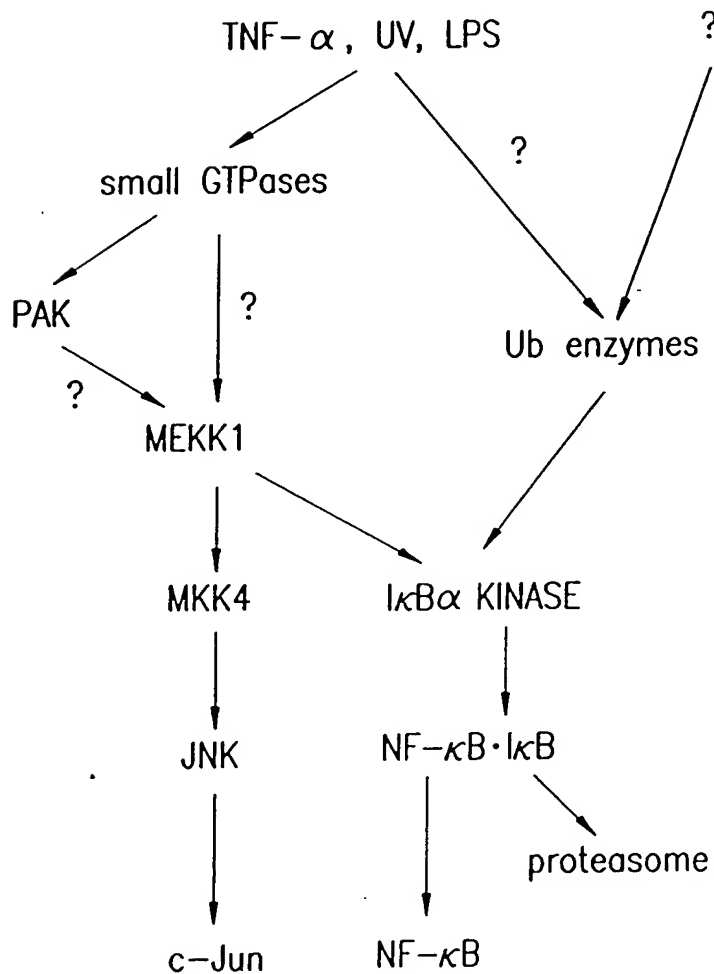 TNF-α, UV, LPS
?
?
small GTPases
PAK
?
Ub enzymes
?
MEKK1
MKK4
IκBα KINASE
JNK
NF-κB·IκB
proteasome
c-Jun
NF-κB